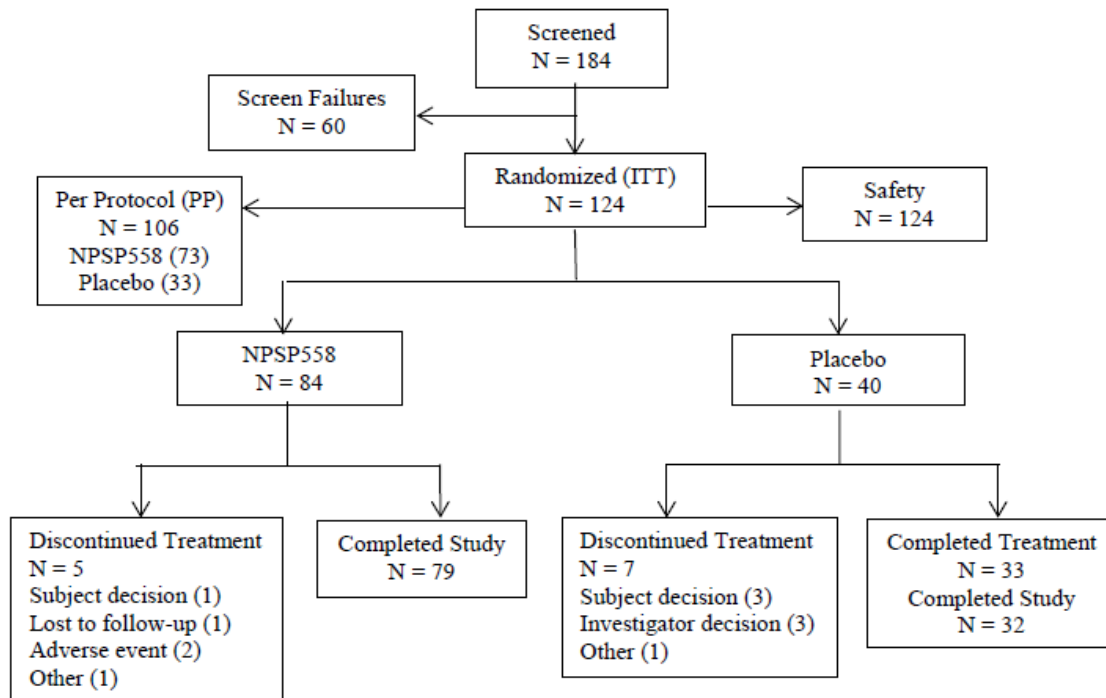 Screened
N = 184
Screen Failures
N = 60
Randomized (ITT)
N = 124
Per Protocol (PP)
N = 106
NPSP558 (73)
Placebo (33)
Safety
N = 124
NPSP558
N = 84
Placebo
N = 40
Discontinued Treatment
N = 5
Subject decision (1)
Lost to follow-up (1)
Adverse event (2)
Other (1)
Completed Study
N = 79
Discontinued Treatment
N = 7
Subject decision (3)
Investigator decision (3)
Other (1)
Completed Treatment
N = 33
Completed Study
N = 32